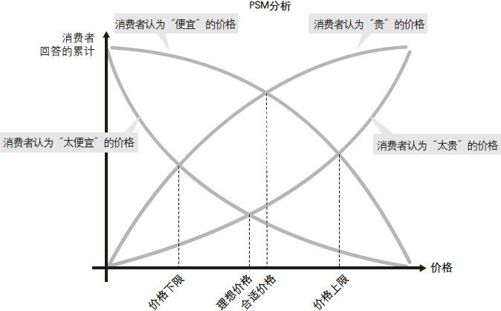 PSM分析
消费者认为“便宜”的价格
消费者认为“贵”的价格
消费者
回答的累计
消费者认为“太便宜”的价格
消费者认为“太贵”的价格
价格
价格下限
理想价格
合适价格
价格上限